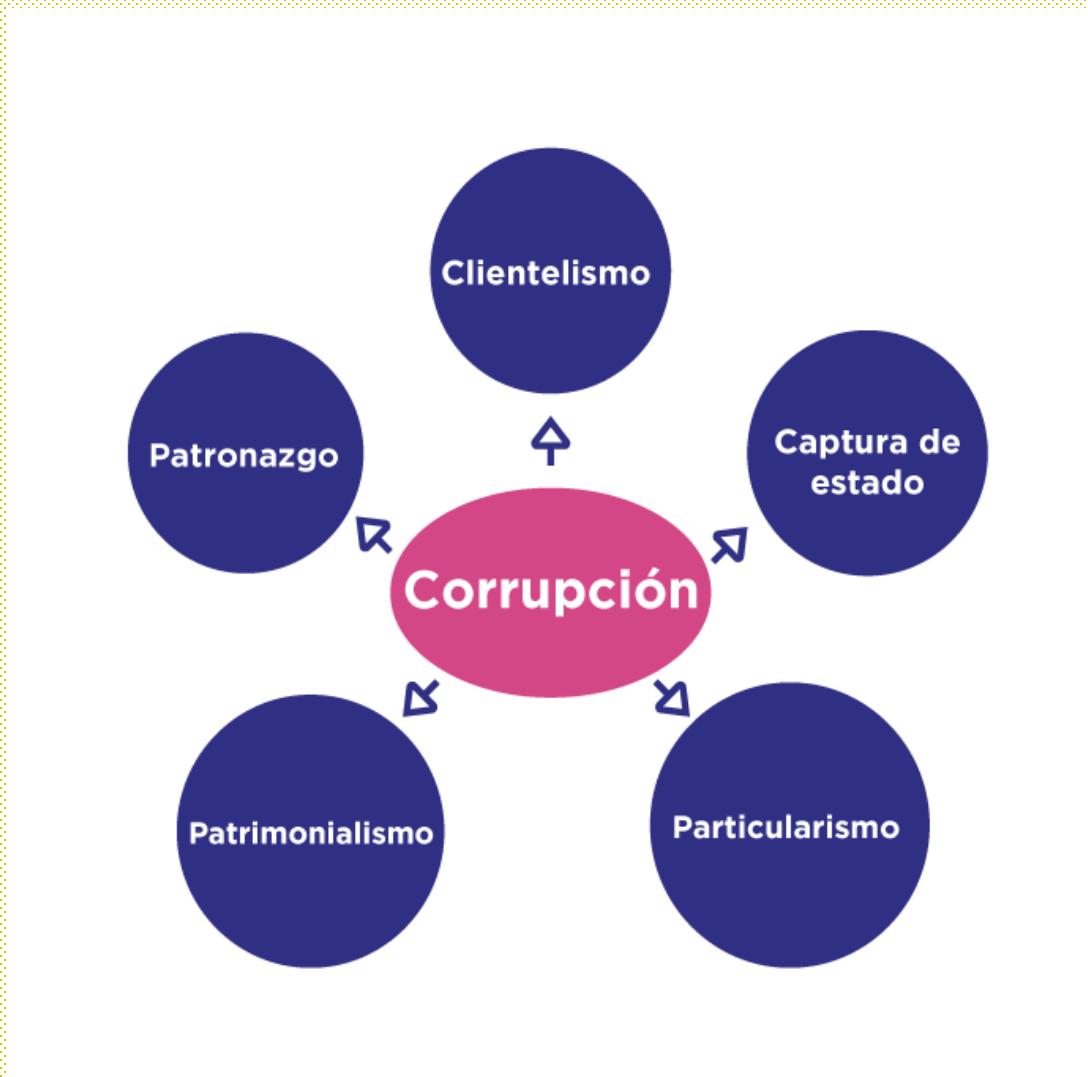 Clientelismo
Patronazgo
Captura de
estado
Corrupción
Patrimonialismo
Particularismo